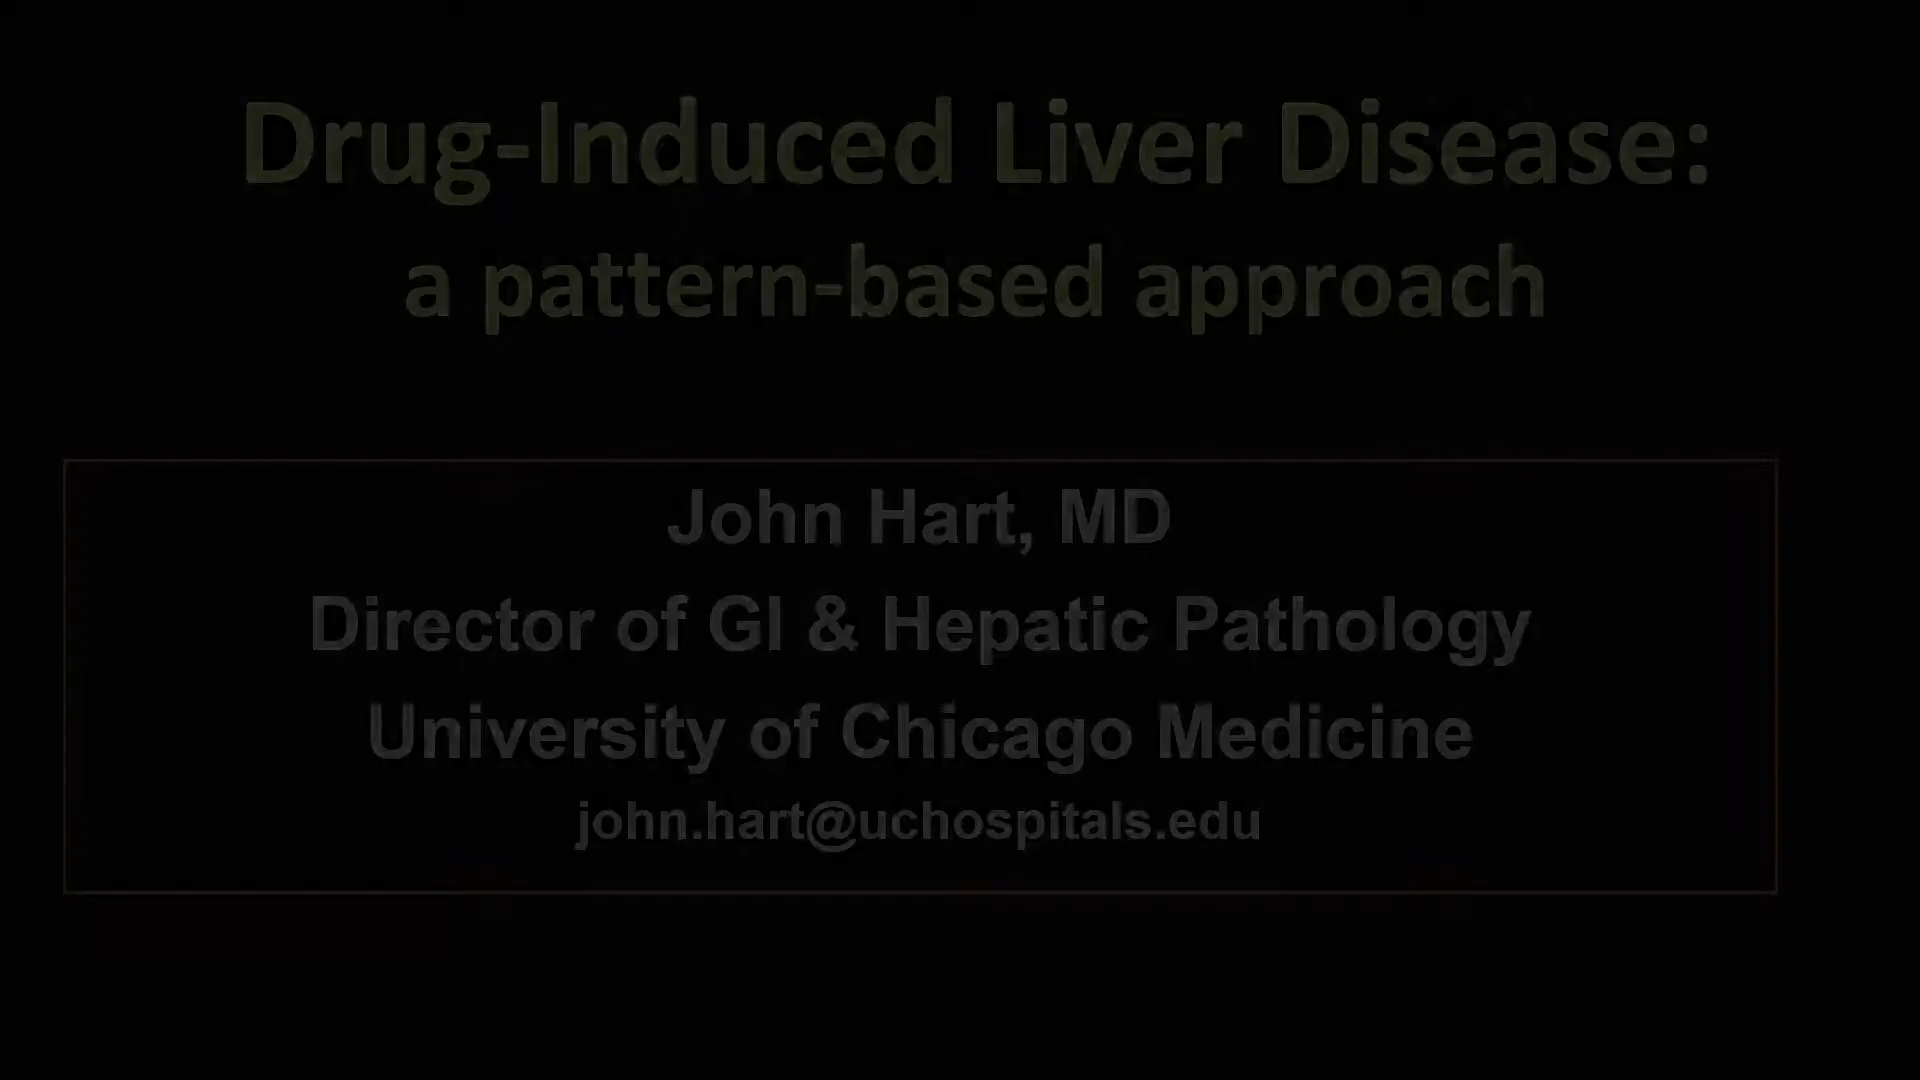 Drug-Induced Liver Disease:
a pattern-based approach
John Hart, MD
Director of GI & Hepatic Pathology
University of Chicago Medicine
john.hart@uchospitals.edu